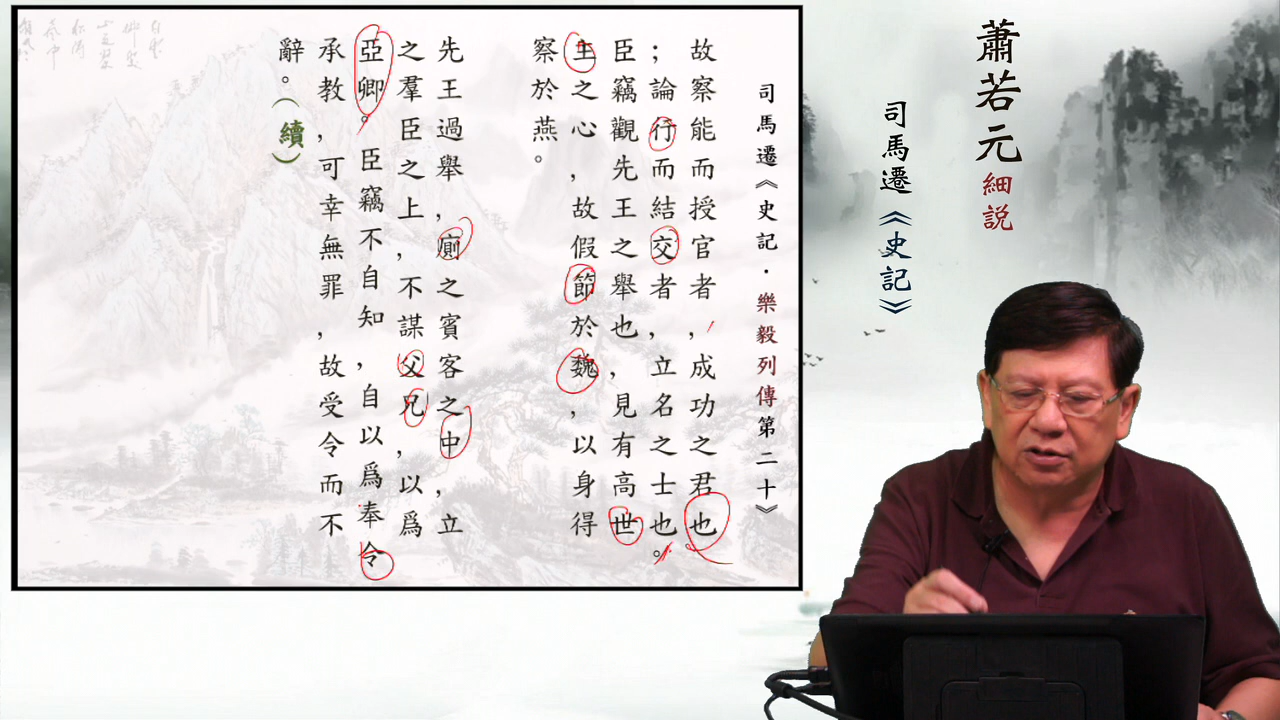 蕭若元
細説
司馬遷《史記》
司馬遷《史記．樂毅列傳第二十》
故察能而授官者，成功之君也
；論行而結交者，立名之士也。
臣竊觀先王之舉也，見有高世
主之心，故假節於魏，以身得
察於燕。
先王過舉，廁之賓客之中，立
之羣臣之上，不謀父兄，以爲
亞卿。臣竊不自知，自以爲奉令
承教，可幸無罪，故受令而不
辭。（續）